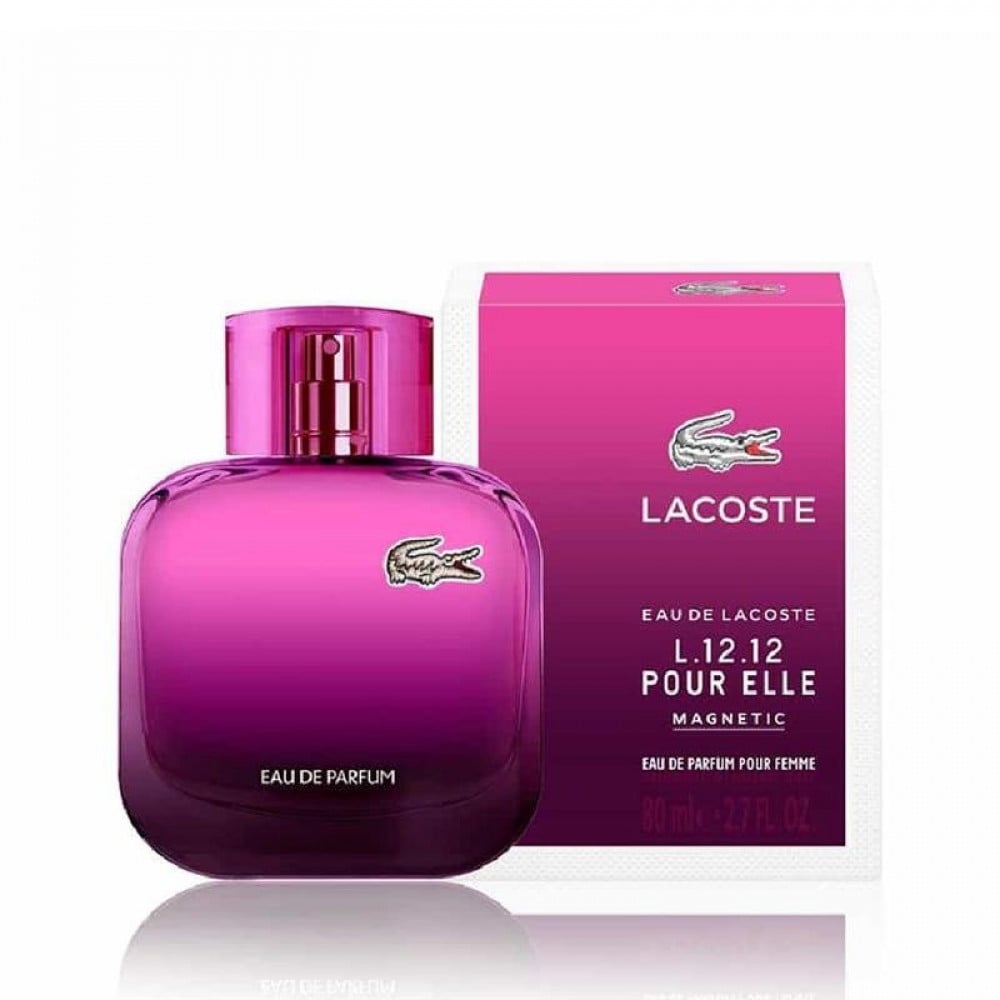 EAU DE PARFUM
LACOSTE
EAU DE LACOSTE
L.12.12
POUR ELLE
MAGNETIC
EAU DE PARFUM POUR FEMME
80 ml ℮ • 2.7 FL. OZ.